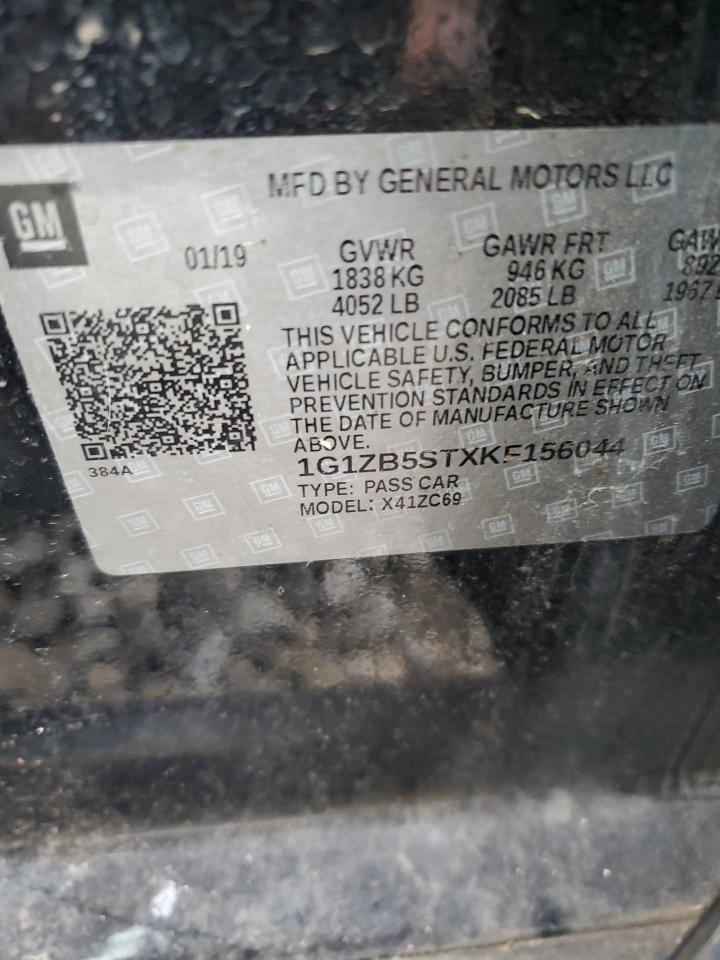 MFD BY GENERAL MOTORS LLC
GM
01/19 GVWR GAWR FRT
1838 KG 946 KG
4052 LB 2085 LB
THIS VEHICLE CONFORMS TO ALL
APPLICABLE U.S. FEDERAL MOTOR
VEHICLE SAFETY, BUMPER, AND THEFT
PREVENTION STANDARDS IN EFFECT ON
THE DATE OF MANUFACTURE SHOWN
ABOVE.
384A
1G1ZB5STXKF156044
TYPE: PASS CAR
MODEL: X41ZC69